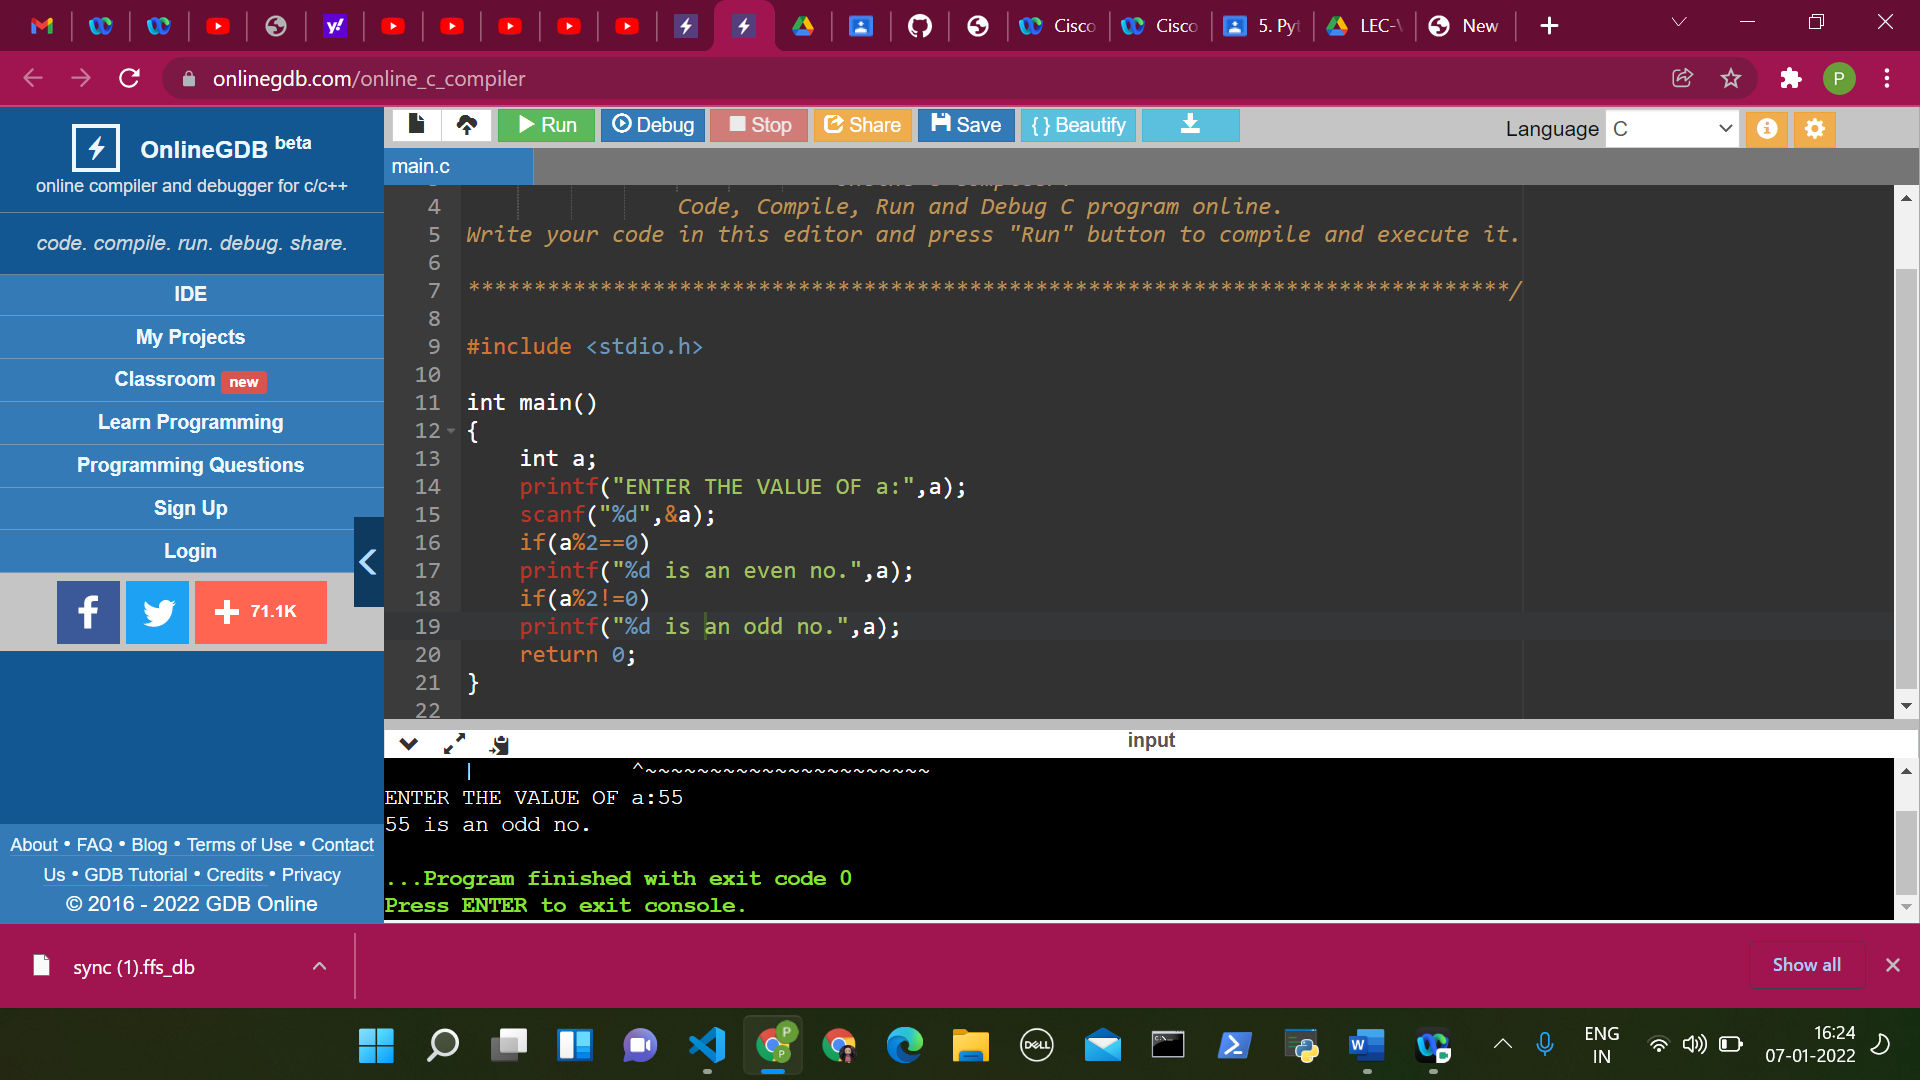 Cisco
Cisco
5. Pyt
LEC-V
New
onlinegdb.com/online_c_compiler
P
OnlineGDB beta
online compiler and debugger for c/c++
code. compile. run. debug. share.
IDE
My Projects
Classroom new
Learn Programming
Programming Questions
Sign Up
Login
71.1K
About • FAQ • Blog • Terms of Use • Contact
Us • GDB Tutorial • Credits • Privacy
© 2016 - 2022 GDB Online
Run Debug Stop Share Save { } Beautify
Language C
main.c
4 Code, Compile, Run and Debug C program online.
5 Write your code in this editor and press "Run" button to compile and execute it.
6
7 *******************************************************************************/
8
9 #include <stdio.h>
10
11 int main()
12 {
13 int a;
14 printf("ENTER THE VALUE OF a:",a);
15 scanf("%d",&a);
16 if(a%2==0)
17 printf("%d is an even no.",a);
18 if(a%2!=0)
19 printf("%d is an odd no.",a);
20 return 0;
21 }
22
input
| ^~~~~~~~~~~~~~~~~~~~~~~
ENTER THE VALUE OF a:55
55 is an odd no.
...Program finished with exit code 0
Press ENTER to exit console.
sync (1).ffs_db
Show all
DELL
ENG
IN
16:24
07-01-2022